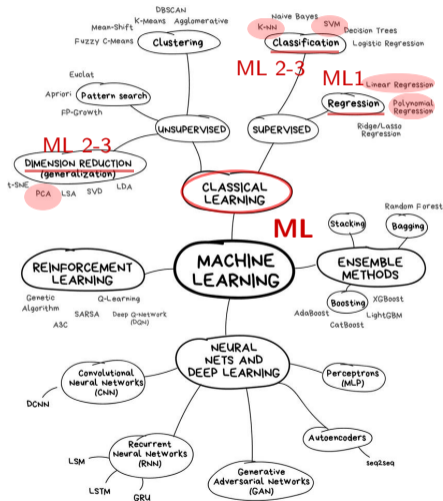 DBSCAN
K-Means Agglomerative
Mean-Shift
Fuzzy C-Means
Clustering
Naive Bayes
K-NN
SVM
Decision Trees
Classification
Logistic Regression
ML 2-3
ML1
Linear Regression
Euclat
Apriori
Pattern search
FP-Growth
Regression
Polynomial
Regression
Ridge/Lasso
Regression
UNSUPERVISED
SUPERVISED
ML 2-3
DIMENSION REDUCTION
(generalization)
t-SNE
PCA
LSA
SVD
LDA
CLASSICAL
LEARNING
ML
Random Forest
Stacking
Bagging
MACHINE
LEARNING
REINFORCEMENT
LEARNING
ENSEMBLE
METHODS
Genetic
Algorithm
Q-Learning
SARSA
Deep Q-Network
(DQN)
A3C
Boosting
XGBoost
AdaBoost
LightGBM
CatBoost
NEURAL
NETS AND
DEEP LEARNING
Convolutional
Neural Networks
(CNN)
DCNN
Perceptrons
(MLP)
Recurrent
Neural Networks
(RNN)
LSM
LSTM
GRU
Generative
Adversarial Networks
(GAN)
Autoencoders
seq2seq